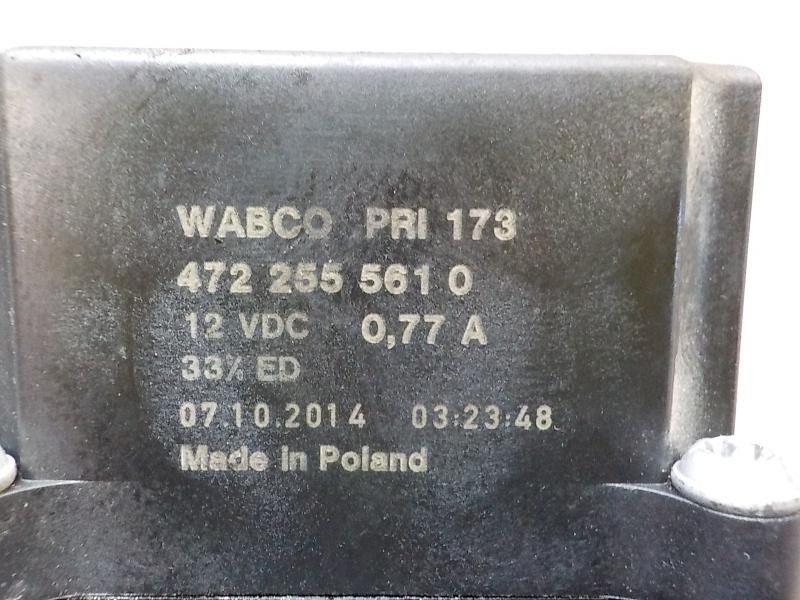 WABCO PRI 173
472 255 561 0
12 VDC 0,77 A
33% ED
07.10.2014 03:23:48
Made in Poland